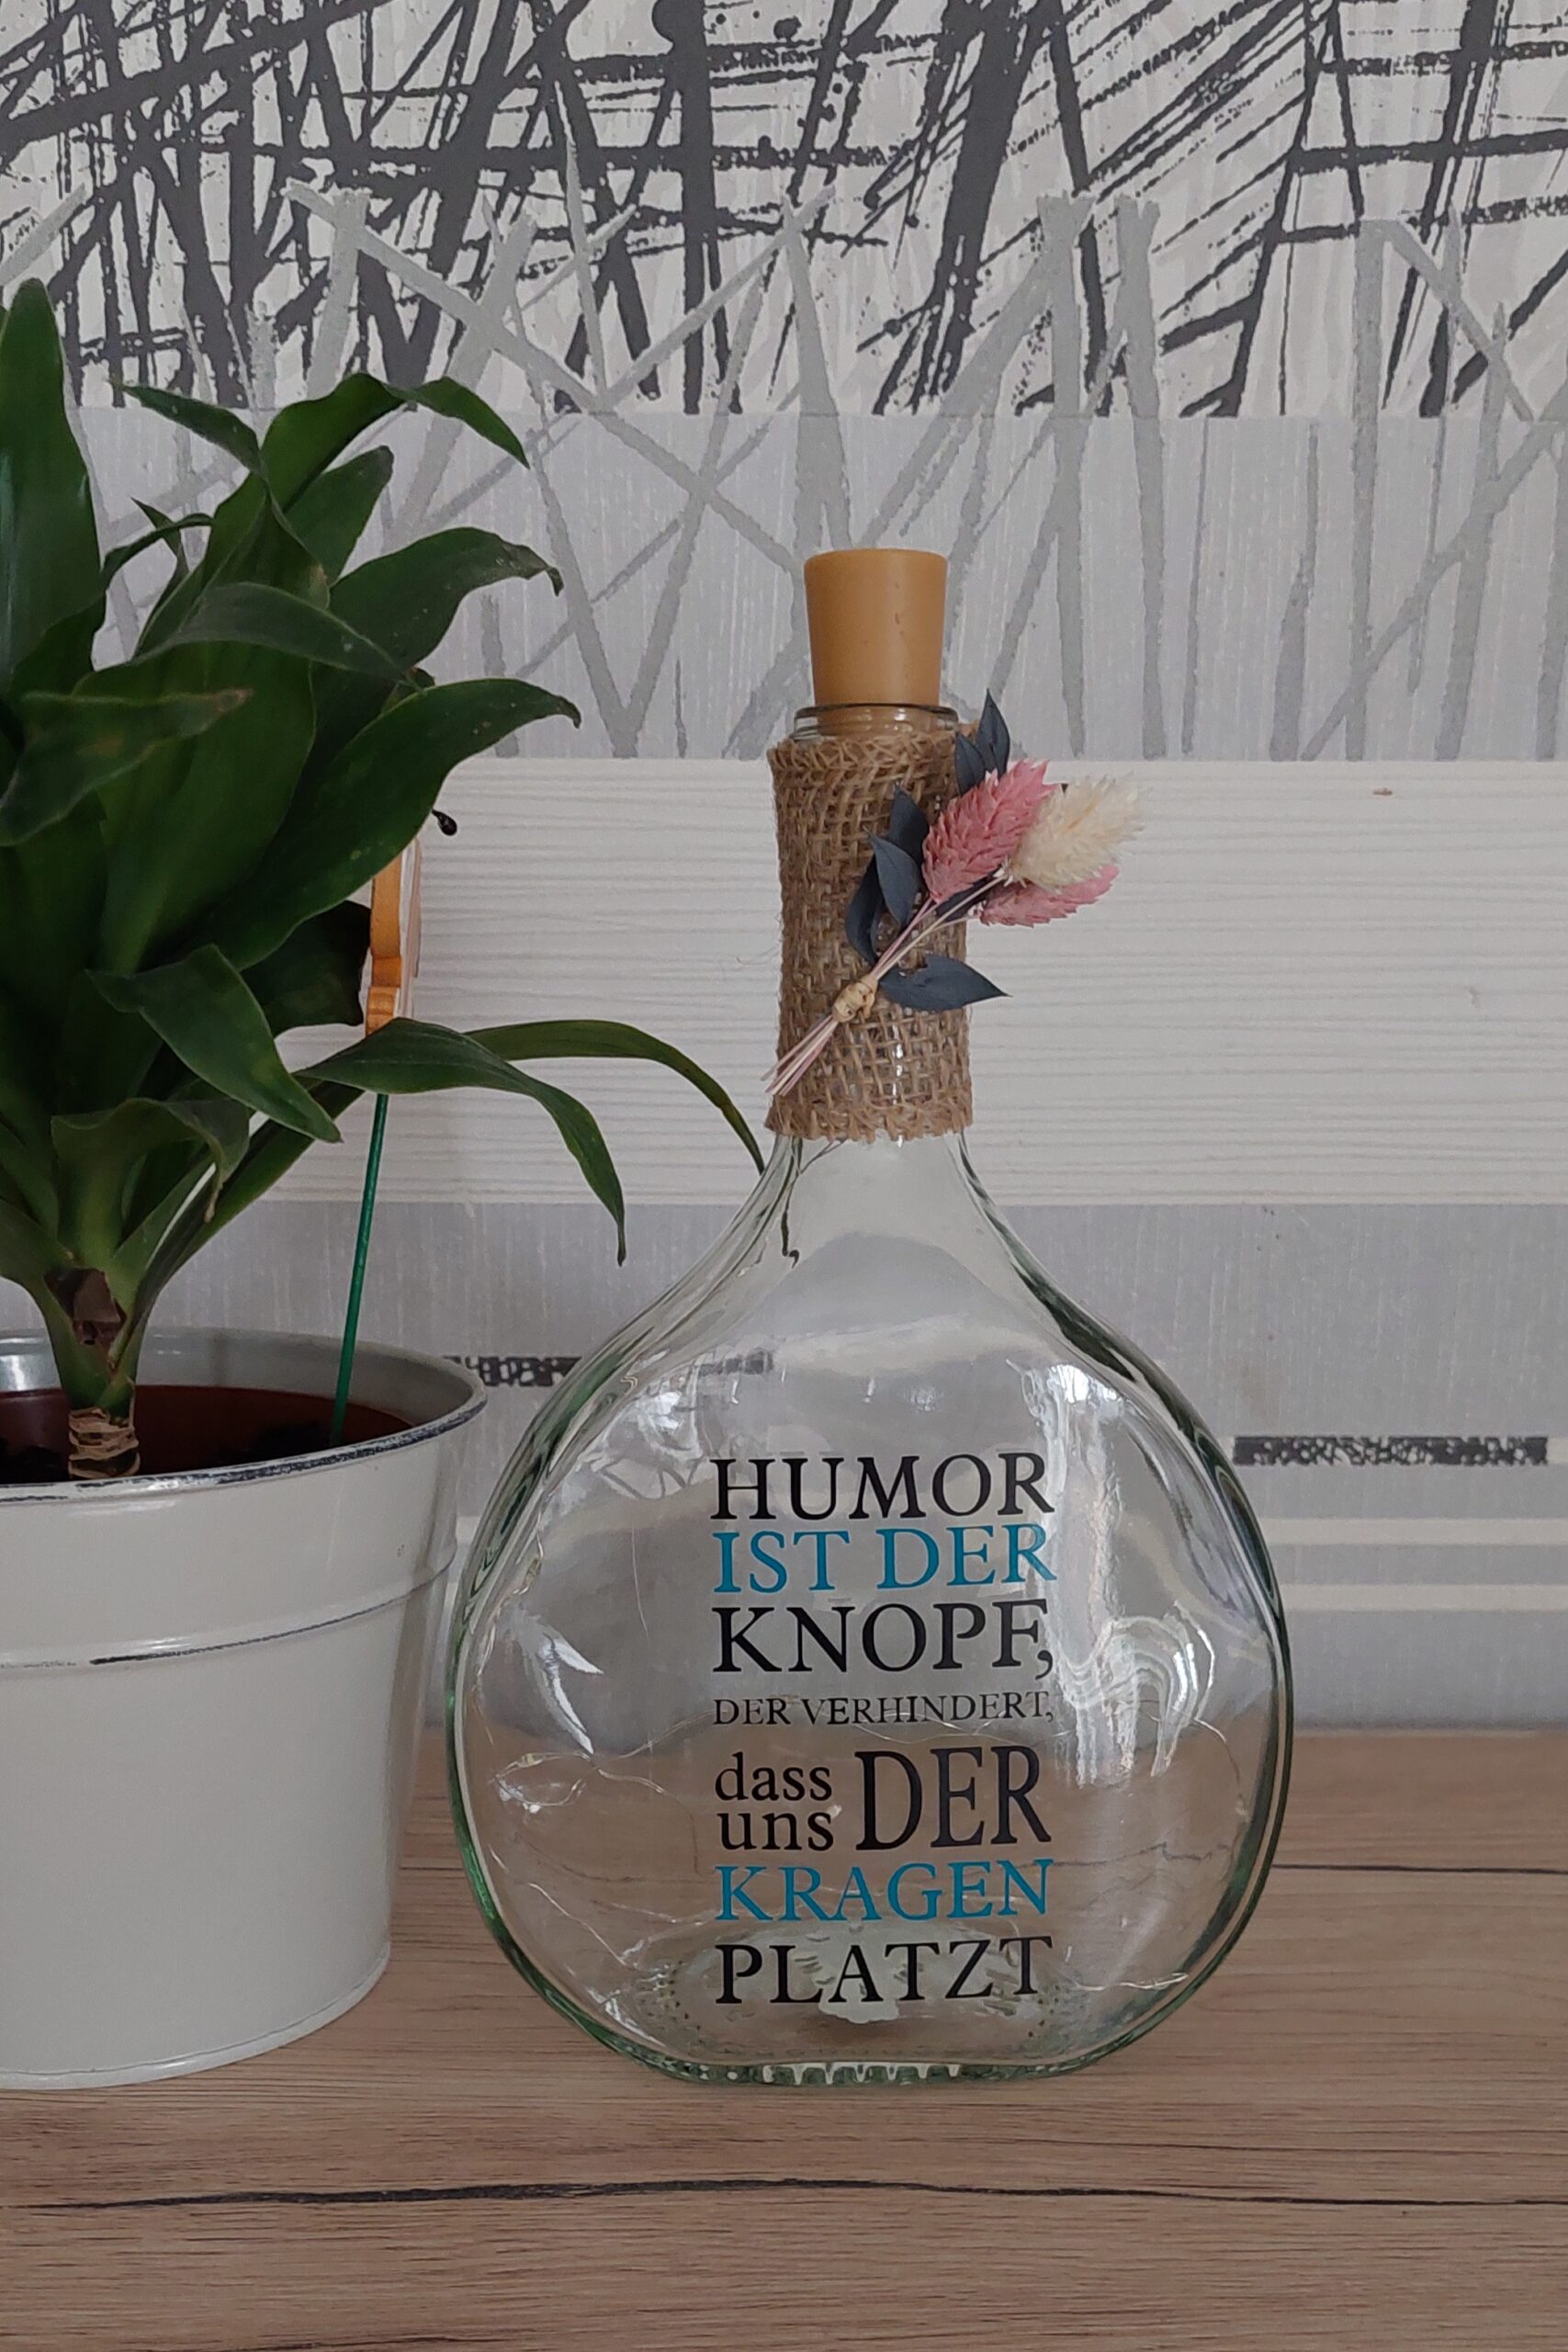 HUMOR
IST DER
KNOPF,
DER VERHINDERT,
dass
uns DER
KRAGEN
PLATZT